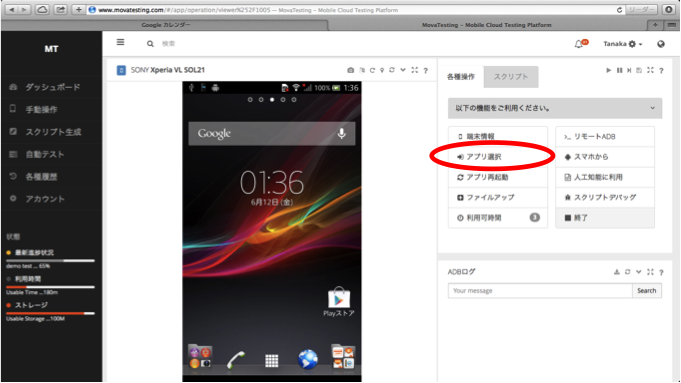 www.movatesting.com/#/app/operation/viewer%252F1005 — MovaTesting – Mobile Cloud Testing Platform
リーダー
Google カレンダー
MovaTesting – Mobile Cloud Testing Platform
MT
検索
Tanaka
ダッシュボード
手動操作
スクリプト生成
自動テスト
各種履歴
アカウント
状態
最新進捗状況
demo test ... 65%
利用時間
Usable Time ...180m
ストレージ
Usable Storage ...100M
SONY Xperia VL SOL21
100%
1:36
Google
01:36
6月12日 (金)
Playストア
各種操作
スクリプト
以下の機能をご利用ください。
端末情報
リモートADB
アプリ選択
スマホから
アプリ再起動
人工知能に利用
ファイルアップ
スクリプトデバッグ
利用可時間
3
終了
ADBログ
Your message
Search